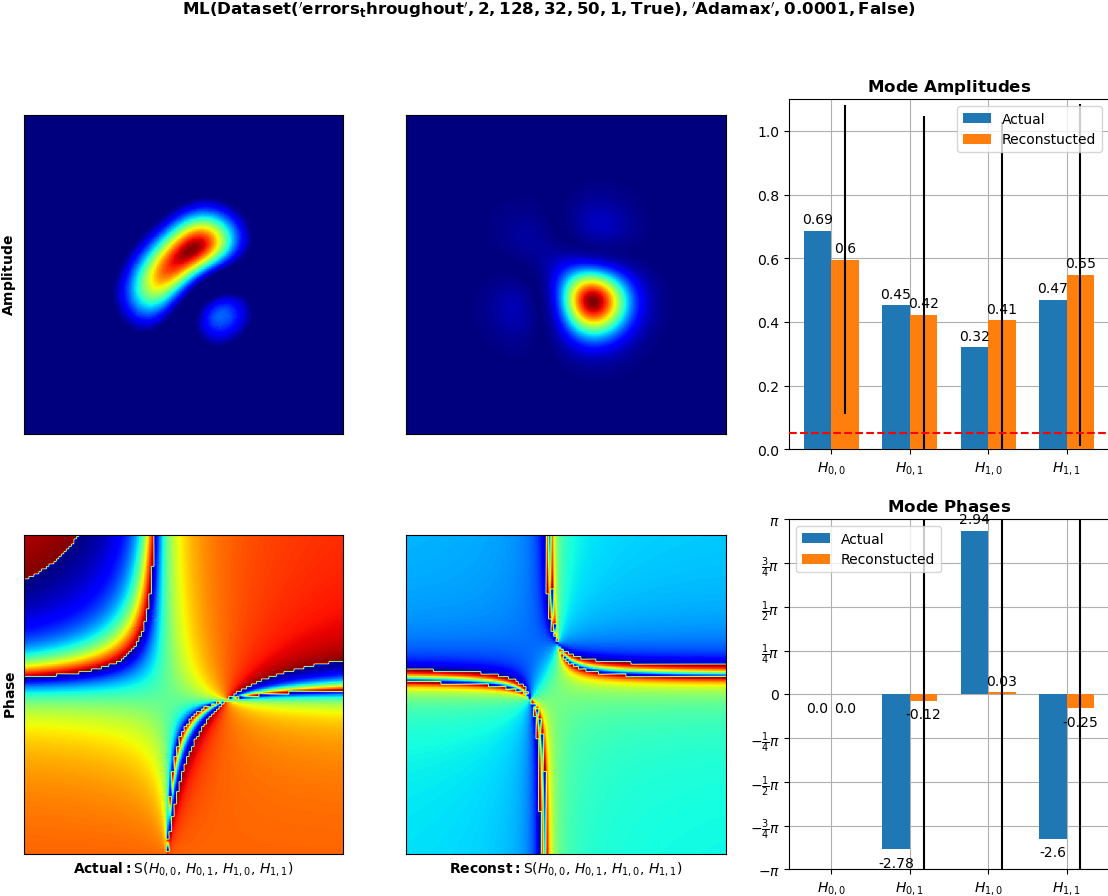 ML(Dataset('errors_throughout', 2, 128, 32, 50, 1, True), 'Adamax', 0.0001, False)
Amplitude
Mode Amplitudes
Actual
Reconstucted
1.0
0.8
0.6
0.4
0.2
0.0
0.69
0.6
0.45
0.42
0.32
0.41
0.47
0.55
H0,0
H0,1
H1,0
H1,1
Phase
Actual: S(H0,0, H0,1, H1,0, H1,1)
Reconst: S(H0,0, H0,1, H1,0, H1,1)
Mode Phases
Actual
Reconstucted
π
3/4π
1/2π
1/4π
0
-1/4π
-1/2π
-3/4π
-π
0.0
0.0
-2.78
-0.12
2.94
0.03
-2.6
-0.25
H0,0
H0,1
H1,0
H1,1